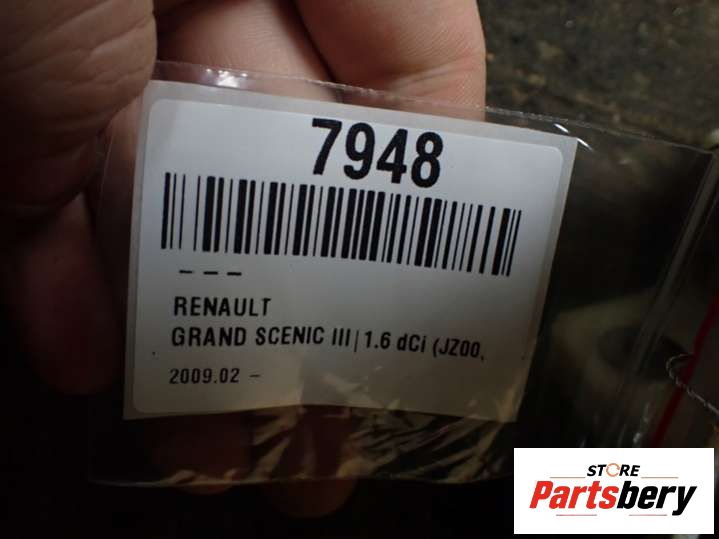 7948
- - -
RENAULT
GRAND SCENIC III | 1.6 dCi (JZ00,
2009.02 -
STORE
Partsbery